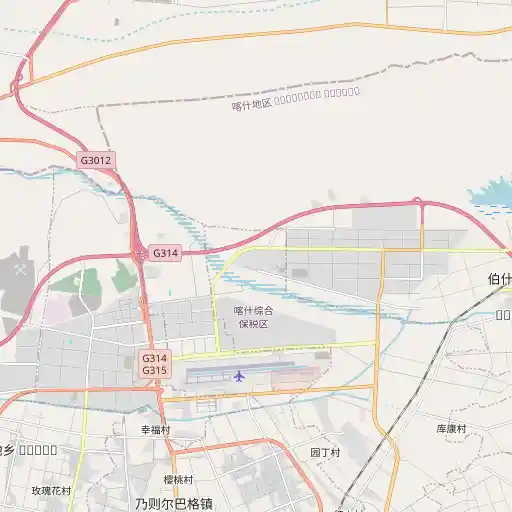 喀什地区
G3012
G314
伯什
喀什综合
保税区
G314
G315
幸福村
库康村
乡
园丁村
樱桃村
玫瑰花村
乃则尔巴格镇